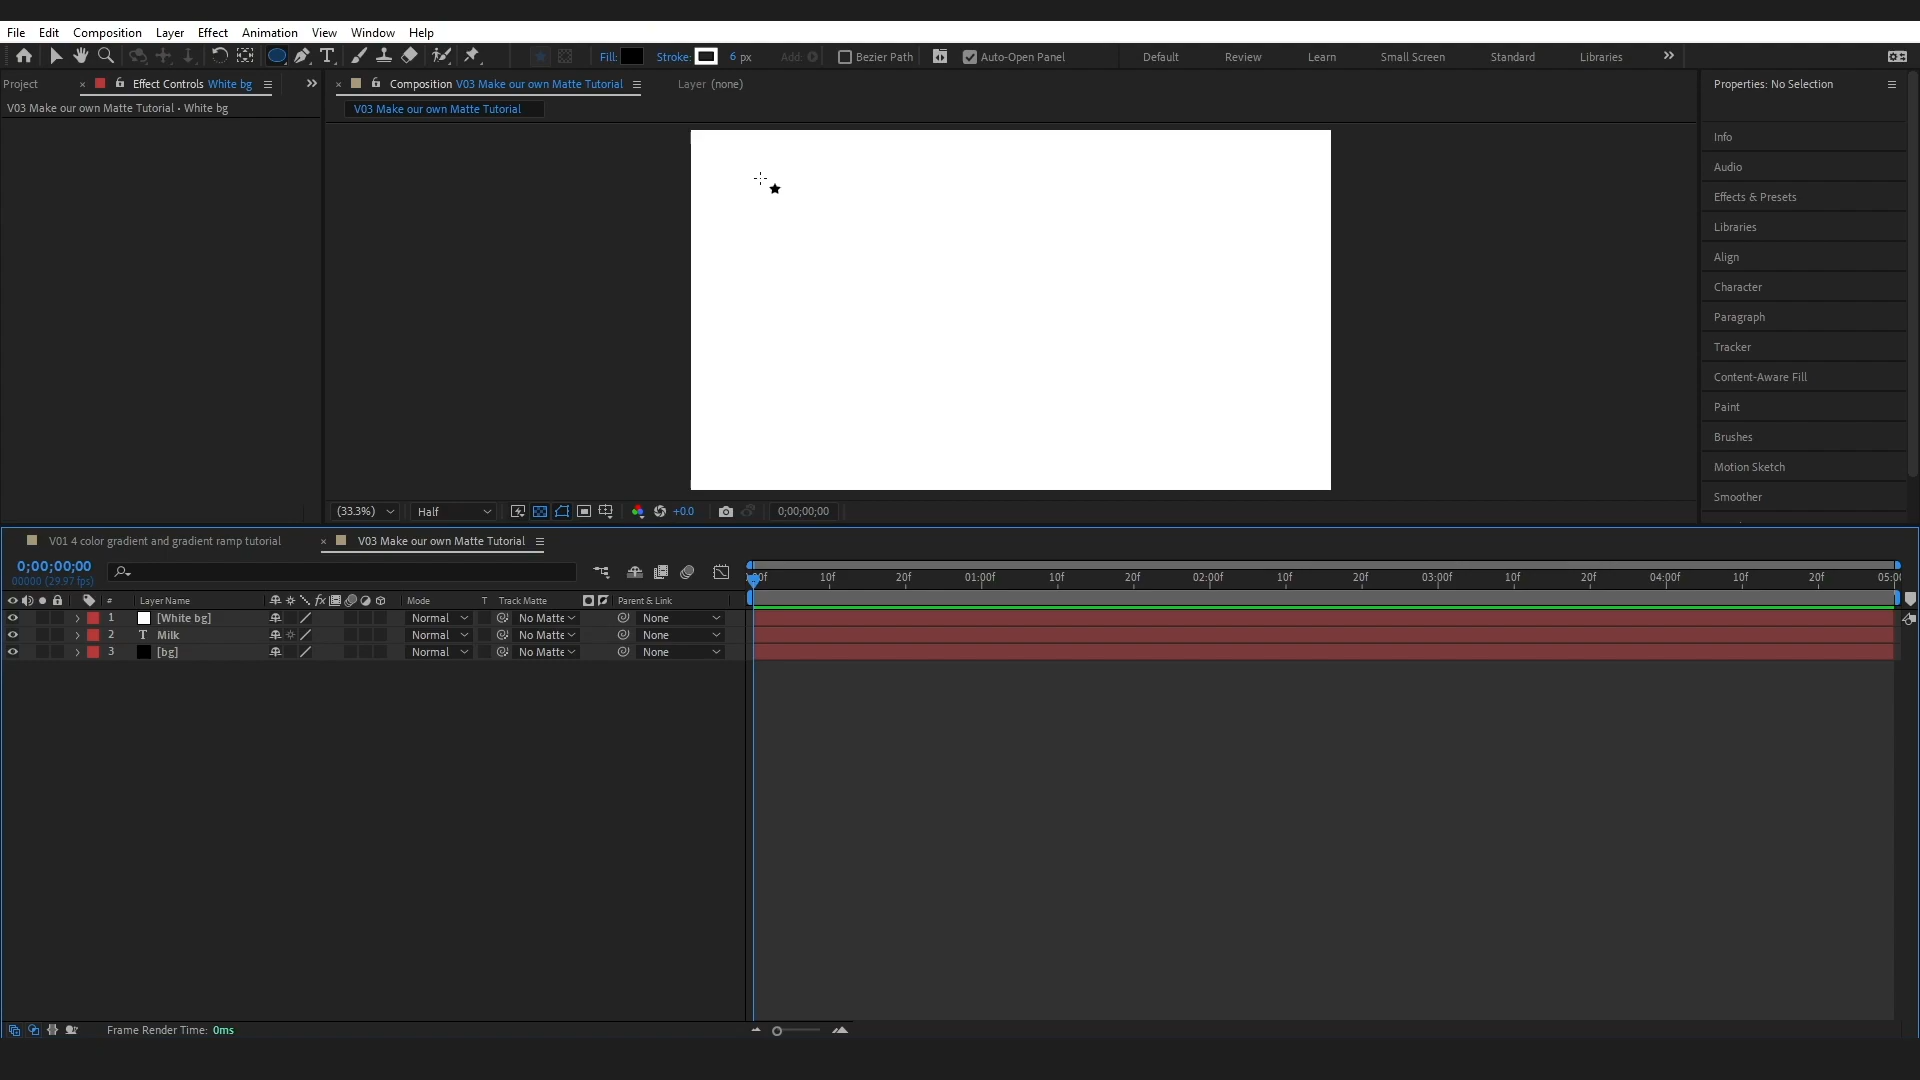 File Edit Composition Layer Effect Animation View Window Help
Fill: Stroke: 6 px Add: Bezier Path Auto-Open Panel Default Review Learn Small Screen Standard Libraries
Project Effect Controls White bg Composition V03 Make our own Matte Tutorial Layer (none) Properties: No Selection
V03 Make our own Matte Tutorial • White bg V03 Make our own Matte Tutorial
Info
Audio
Effects & Presets
Libraries
Align
Character
Paragraph
Tracker
Content-Aware Fill
Paint
Brushes
Motion Sketch
Smoother
(33.3%) Half +0.0 0;00;00;00
V01 4 color gradient and gradient ramp tutorial V03 Make our own Matte Tutorial
0;00;00;00
00000 (29.97 fps)
10f 20f 01:00f 10f 20f 02:00f 10f 20f 03:00f 10f 20f 04:00f 10f 20f
# Layer Name fx Mode T Track Matte Parent & Link
1 [White bg] Normal No Matte None
2 T Milk Normal No Matte None
3 [bg] Normal No Matte None
Frame Render Time: 0ms